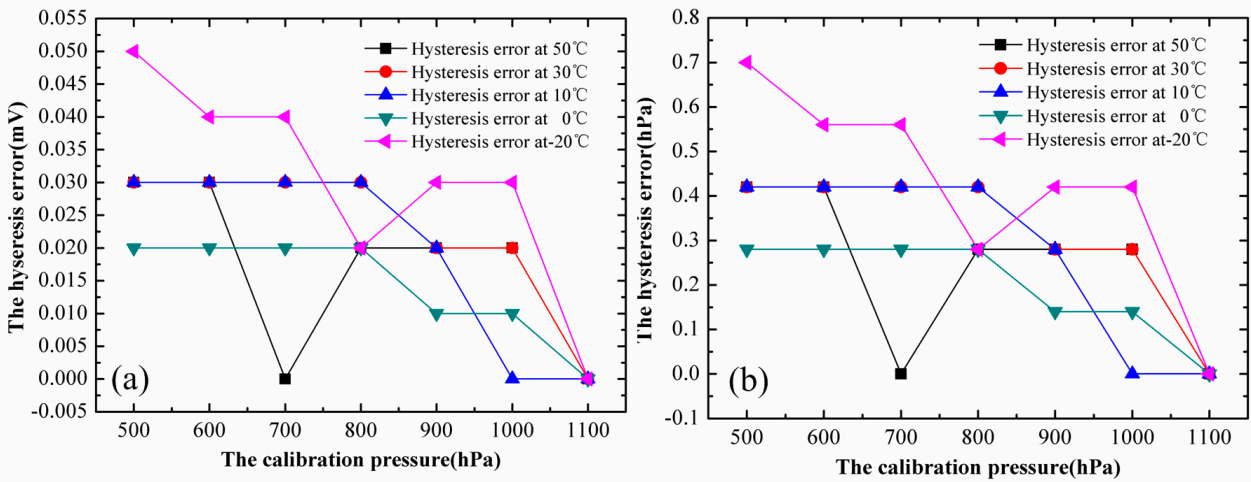 0.055
0.050
0.045
0.040
0.035
0.030
0.025
0.020
0.015
0.010
0.005
0.000
-0.005
The hyseresis error(mV)
Hysteresis error at 50℃
Hysteresis error at 30℃
Hysteresis error at 10℃
Hysteresis error at 0℃
Hysteresis error at-20℃
(a)
500 600 700 800 900 1000 1100
The calibration pressure(hPa)
0.8
0.7
0.6
0.5
0.4
0.3
0.2
0.1
0.0
-0.1
The hysteresis error(hPa)
Hysteresis error at 50℃
Hysteresis error at 30℃
Hysteresis error at 10℃
Hysteresis error at 0℃
Hysteresis error at-20℃
(b)
500 600 700 800 900 1000 1100
The calibration pressure(hPa)